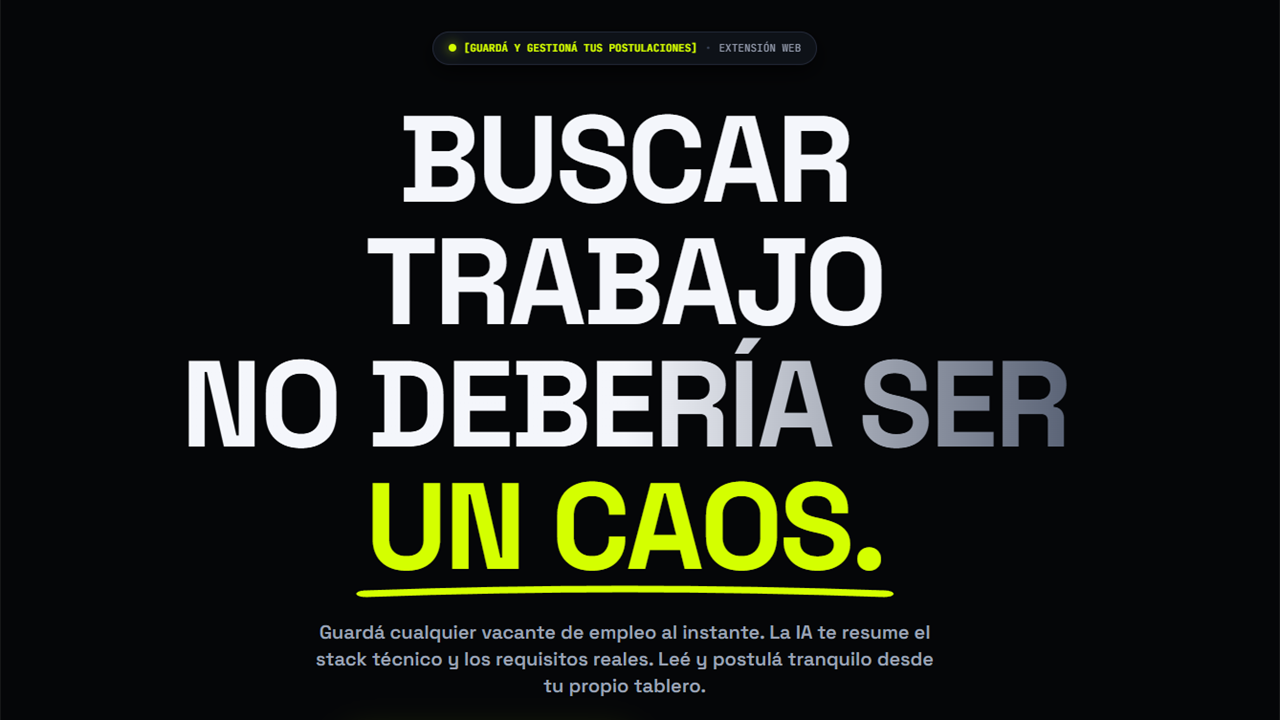 [GUARDÁ Y GESTIONÁ TUS POSTULACIONES] · EXTENSIÓN WEB
BUSCAR
TRABAJO
NO DEBERÍA SER
UN CAOS.
Guardá cualquier vacante de empleo al instante. La IA te resume el
stack técnico y los requisitos reales. Leé y postulá tranquilo desde
tu propio tablero.